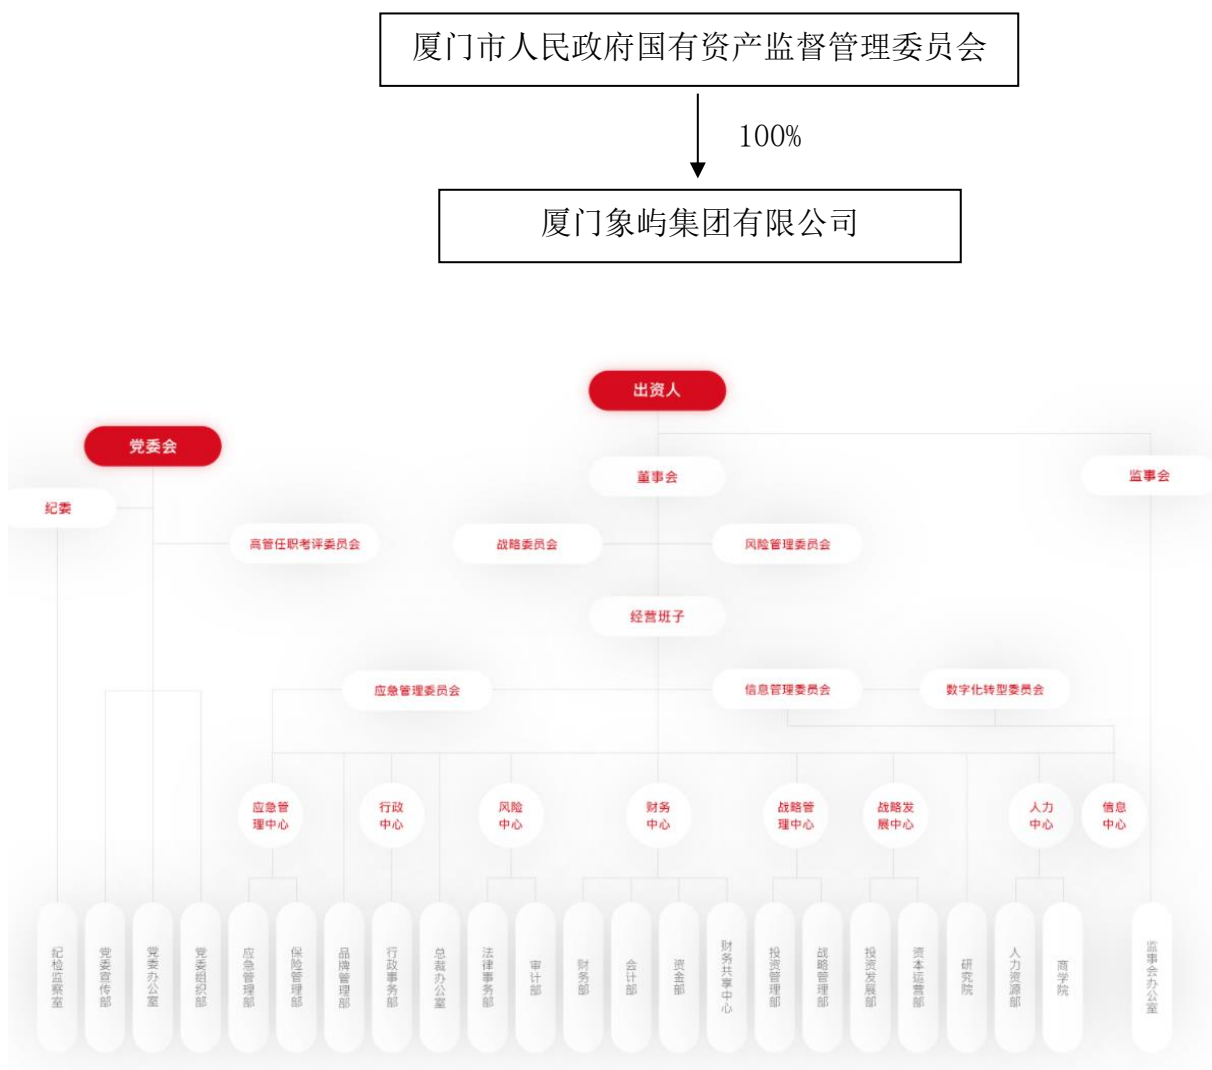 厦门市人民政府国有资产监督管理委员会
100%
厦门象屿集团有限公司
出资人
党委会
董事会
监事会
纪委
高管任职考评委员会
战略委员会
风险管理委员会
经营班子
应急管理委员会
信息管理委员会
数字化转型委员会
应急管
理中心
行政
中心
风险
中心
财务
中心
战略管
理中心
战略发
展中心
人力
中心
信息
中心
纪检监察室
党委宣传部
党委办公室
党委组织部
应急管理部
保险管理部
品牌管理部
行政事务部
总裁办公室
法律事务部
审计部
财务部
会计部
资金部
财务共享中心
投资管理部
战略管理部
投资发展部
资本运营部
研究院
人力资源部
商学院
监事会办公室